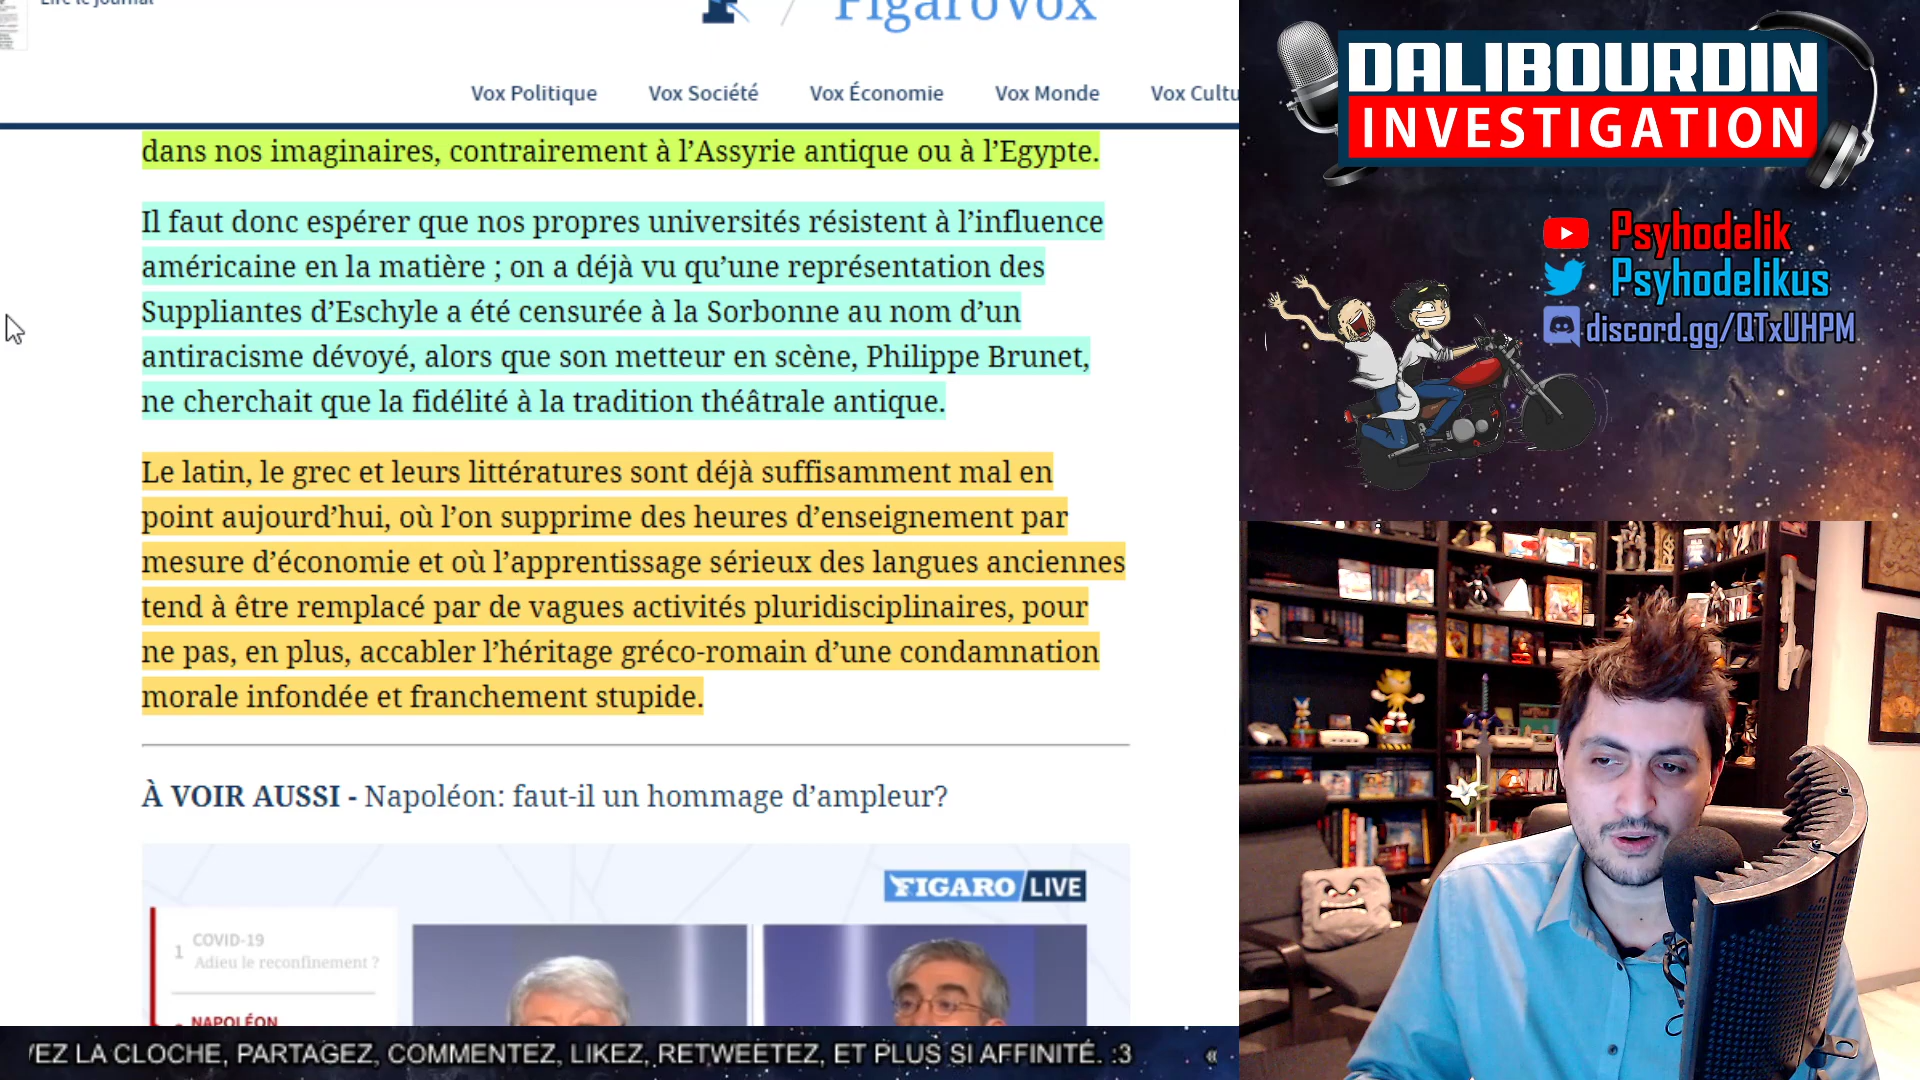 Lire le journal
FigaroVox
Vox Politique Vox Société Vox Économie Vox Monde Vox Cultu
dans nos imaginaires, contrairement à l’Assyrie antique ou à l’Egypte.
Il faut donc espérer que nos propres universités résistent à l’influence
américaine en la matière ; on a déjà vu qu’une représentation des
Suppliantes d’Eschyle a été censurée à la Sorbonne au nom d’un
antiracisme dévoyé, alors que son metteur en scène, Philippe Brunet,
ne cherchait que la fidélité à la tradition théâtrale antique.
Le latin, le grec et leurs littératures sont déjà suffisamment mal en
point aujourd’hui, où l’on supprime des heures d’enseignement par
mesure d’économie et où l’apprentissage sérieux des langues anciennes
tend à être remplacé par de vagues activités pluridisciplinaires, pour
ne pas, en plus, accabler l’héritage gréco-romain d’une condamnation
morale infondée et franchement stupide.
À VOIR AUSSI - Napoléon: faut-il un hommage d’ampleur?
FIGARO LIVE
1 COVID-19
Adieu le reconfinement ?
NAPOLÉON
VEZ LA CLOCHE, PARTAGEZ, COMMENTEZ, LIKEZ, RETWEETEZ, ET PLUS SI AFFINITÉ. :3 «
DALIBOURDIN
INVESTIGATION
Psyhodelik
Psyhodelikus
discord.gg/QTxUHPM